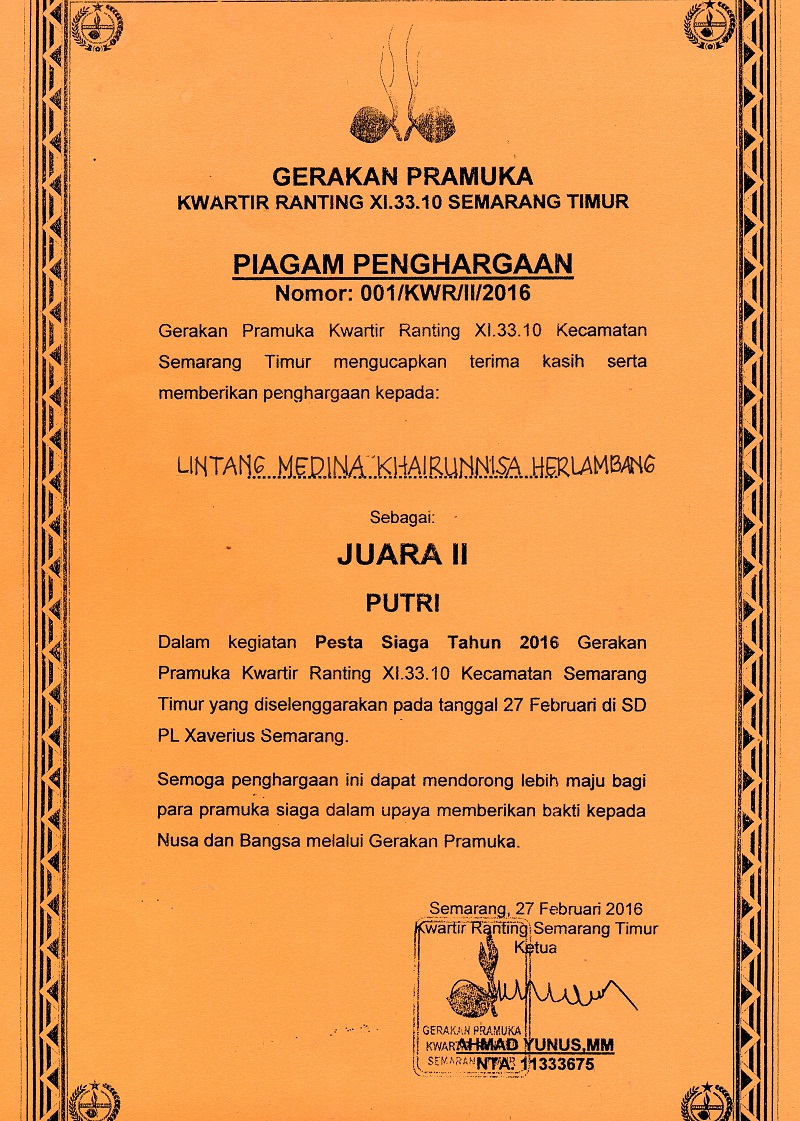 GERAKAN PRAMUKA
KWARTIR RANTING XI.33.10 SEMARANG TIMUR
PIAGAM PENGHARGAAN
Nomor: 001/KWR/II/2016
Gerakan Pramuka Kwartir Ranting XI.33.10 Kecamatan
Semarang Timur mengucapkan terima kasih serta
memberikan penghargaan kepada:
LINTANG MEDINA KHAIRUNNISA HERLAMBANG
Sebagai:
JUARA II
PUTRI
Dalam kegiatan Pesta Siaga Tahun 2016 Gerakan
Pramuka Kwartir Ranting XI.33.10 Kecamatan Semarang
Timur yang diselenggarakan pada tanggal 27 Februari di SD
PL Xaverius Semarang.
Semoga penghargaan ini dapat mendorong lebih maju bagi
para pramuka siaga dalam upaya memberikan bakti kepada
Nusa dan Bangsa melalui Gerakan Pramuka.
Semarang, 27 Februari 2016
Kwartir Ranting Semarang Timur
Ketua
GERAKAN PRAMUKA
AHMAD YUNUS,MM
NTA. 11333675